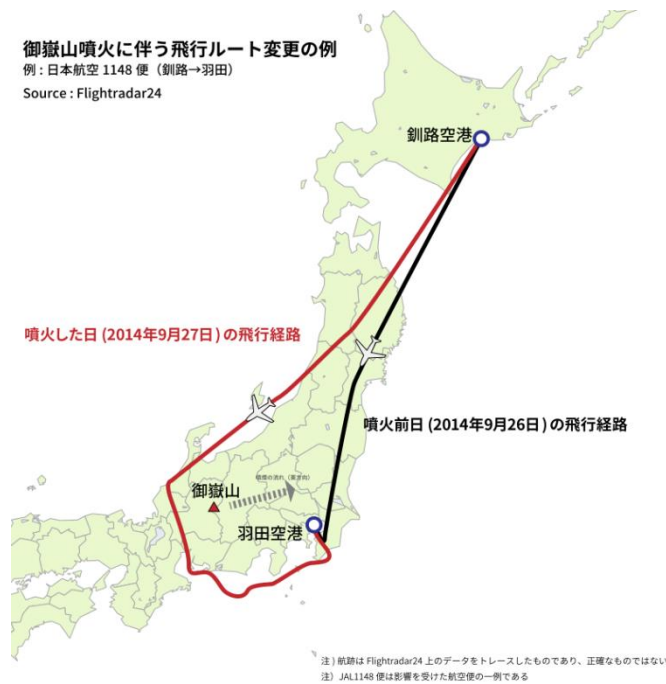 御嶽山噴火に伴う飛行ルート変更の例
例 : 日本航空 1148 便（釧路→羽田）
Source : Flightradar24
釧路空港
噴火した日 (2014年9月27日 ) の飛行経路
噴火前日 (2014年9月26日 ) の飛行経路
御嶽山
羽田空港
注 ) 航跡は Flightradar24 上のデータをトレースしたものであり、正確なものではない
注）JAL1148 便は影響を受けた航空便の一例である